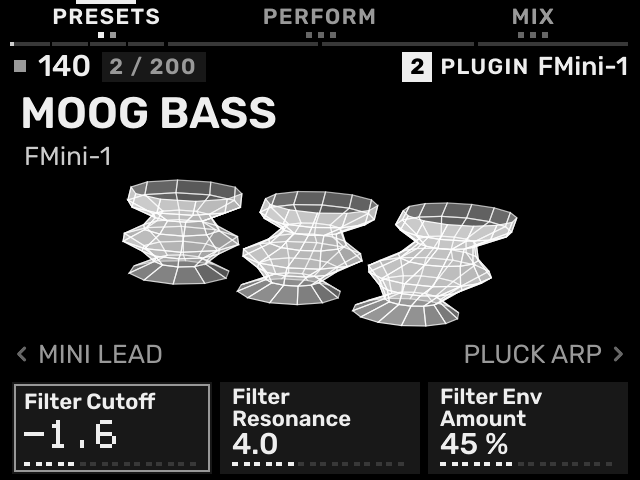 PRESETS PERFORM MIX
140 2 / 200 2 PLUGIN FMini-1
MOOG BASS
FMini-1
< MINI LEAD PLUCK ARP >
Filter Cutoff
-1.6
Filter
Resonance
4.0
Filter Env
Amount
45 %